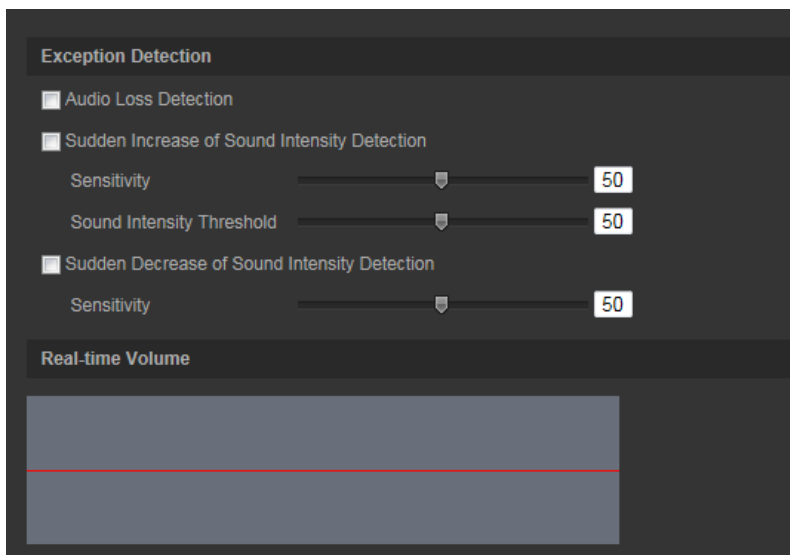 Exception Detection
Audio Loss Detection
Sudden Increase of Sound Intensity Detection
Sensitivity 50
Sound Intensity Threshold 50
Sudden Decrease of Sound Intensity Detection
Sensitivity 50
Real-time Volume